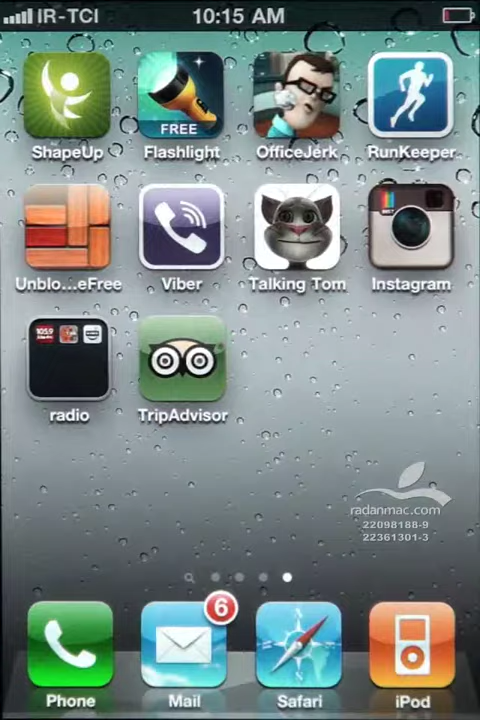 IR-TCI 10:15 AM
ShapeUp FREE Flashlight OfficeJerk RunKeeper
Unblo...eFree Viber Talking Tom Instagram
radio TripAdvisor
radanmac.com
22098188-9
22361301-3
6
Phone Mail Safari iPod